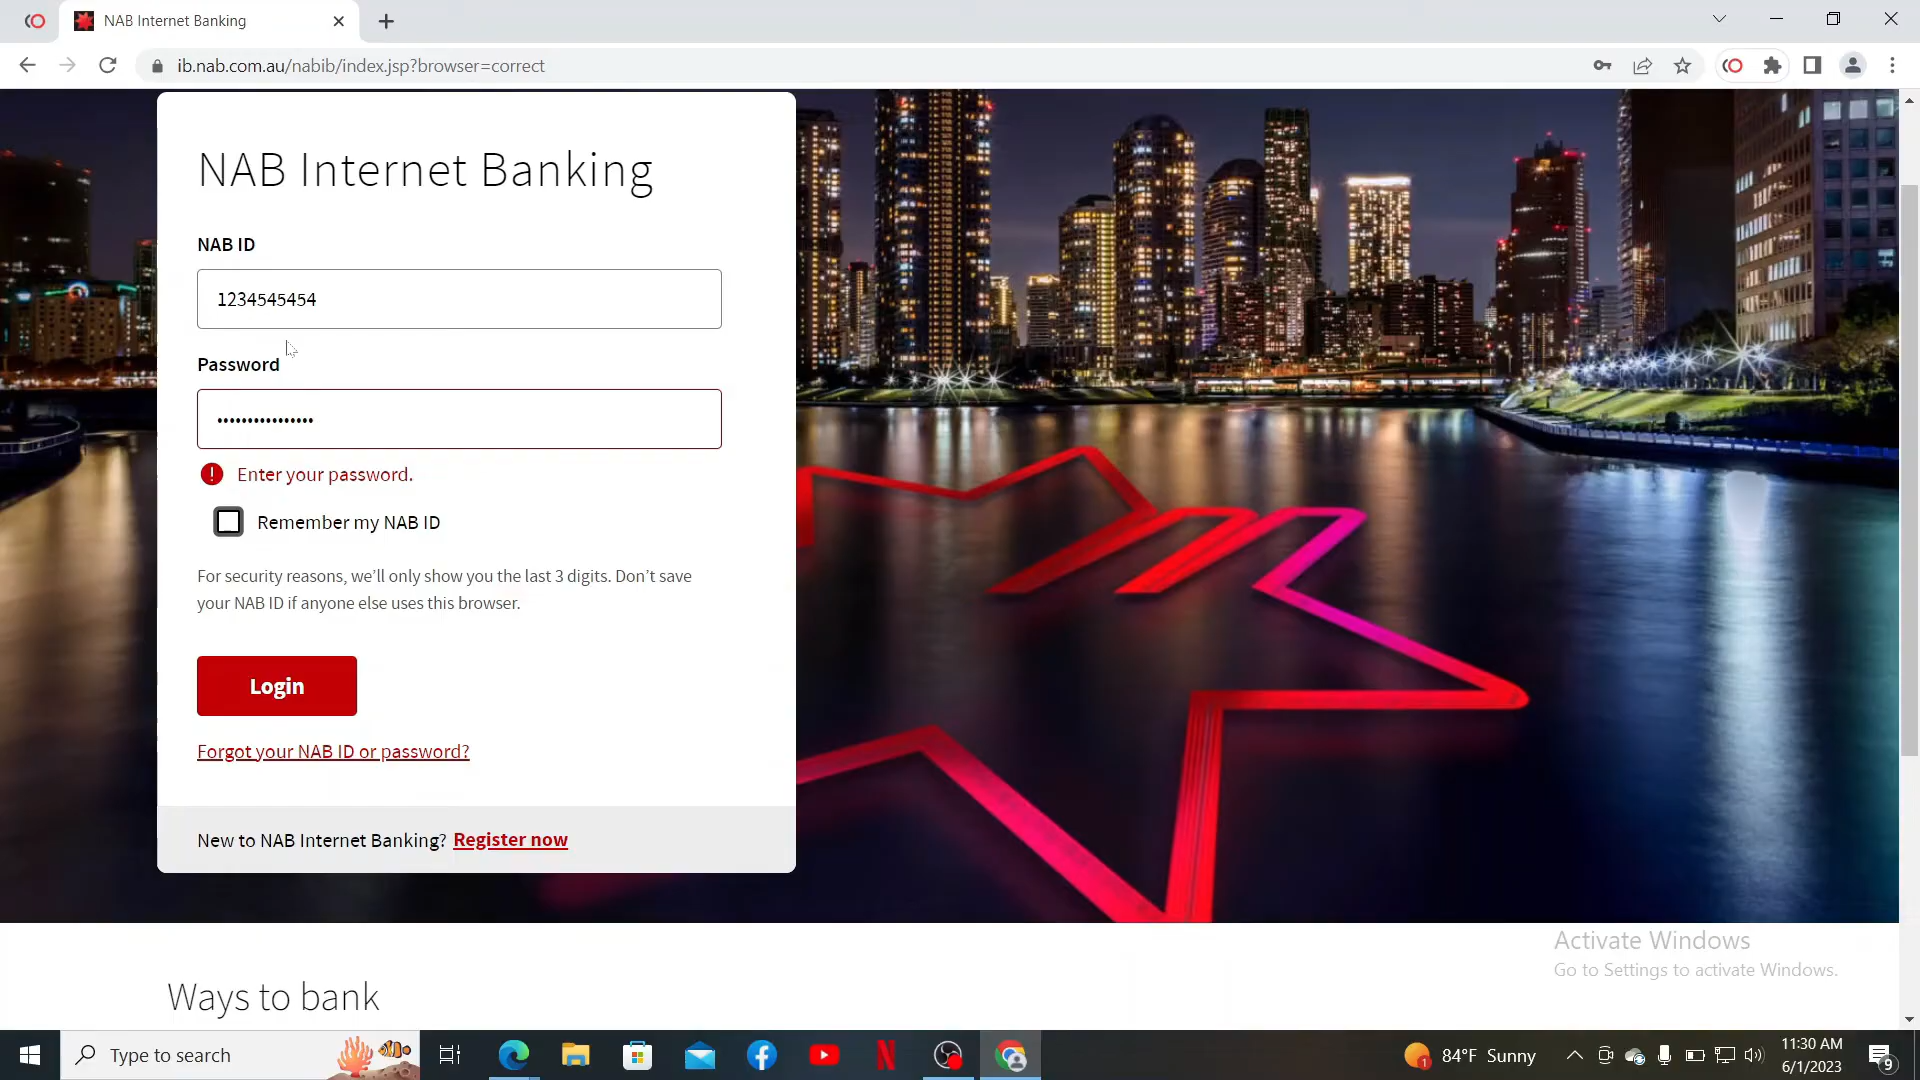 NAB Internet Banking
ib.nab.com.au/nabib/index.jsp?browser=correct
NAB Internet Banking
NAB ID
1234545454
Password
••••••••••••••••
! Enter your password.
Remember my NAB ID
For security reasons, we’ll only show you the last 3 digits. Don’t save
your NAB ID if anyone else uses this browser.
Login
Forgot your NAB ID or password?
New to NAB Internet Banking? Register now
Activate Windows
Go to Settings to activate Windows.
Ways to bank
Type to search
1
84°F Sunny
11:30 AM
6/1/2023
9